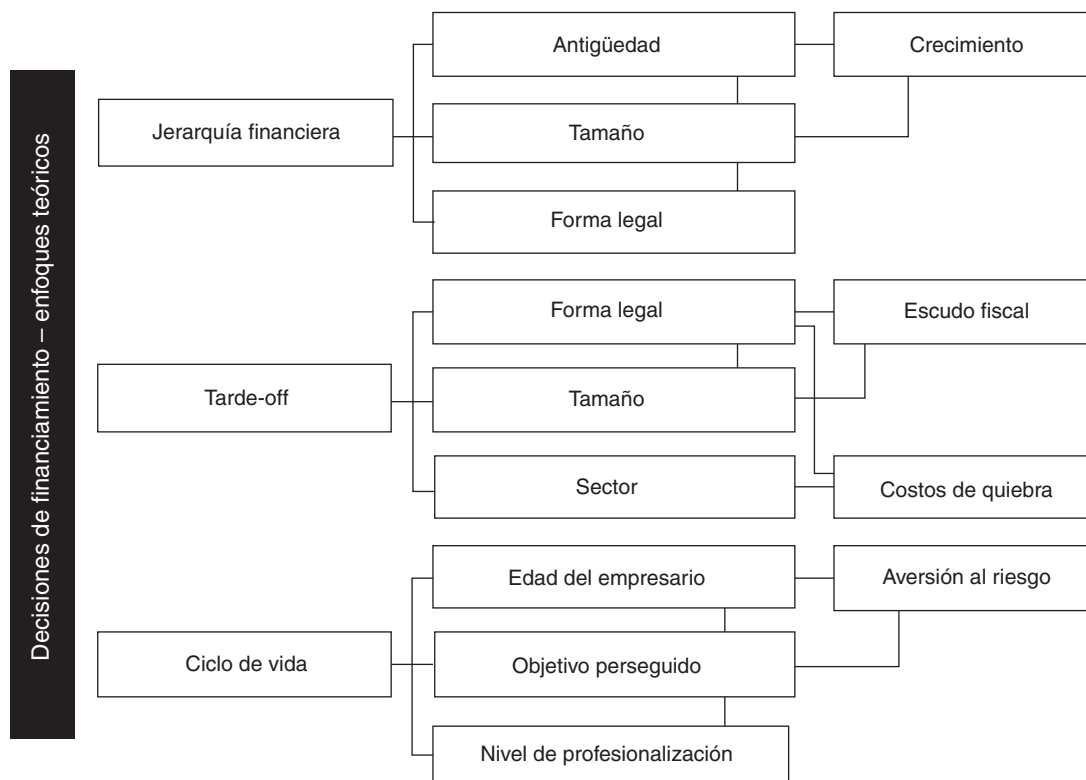 Decisiones de financiamiento – enfoques teóricos
Jerarquía financiera
Antigüedad
Crecimiento
Tamaño
Forma legal
Tarde-off
Forma legal
Escudo fiscal
Tamaño
Sector
Costos de quiebra
Ciclo de vida
Edad del empresario
Aversión al riesgo
Objetivo perseguido
Nivel de profesionalización